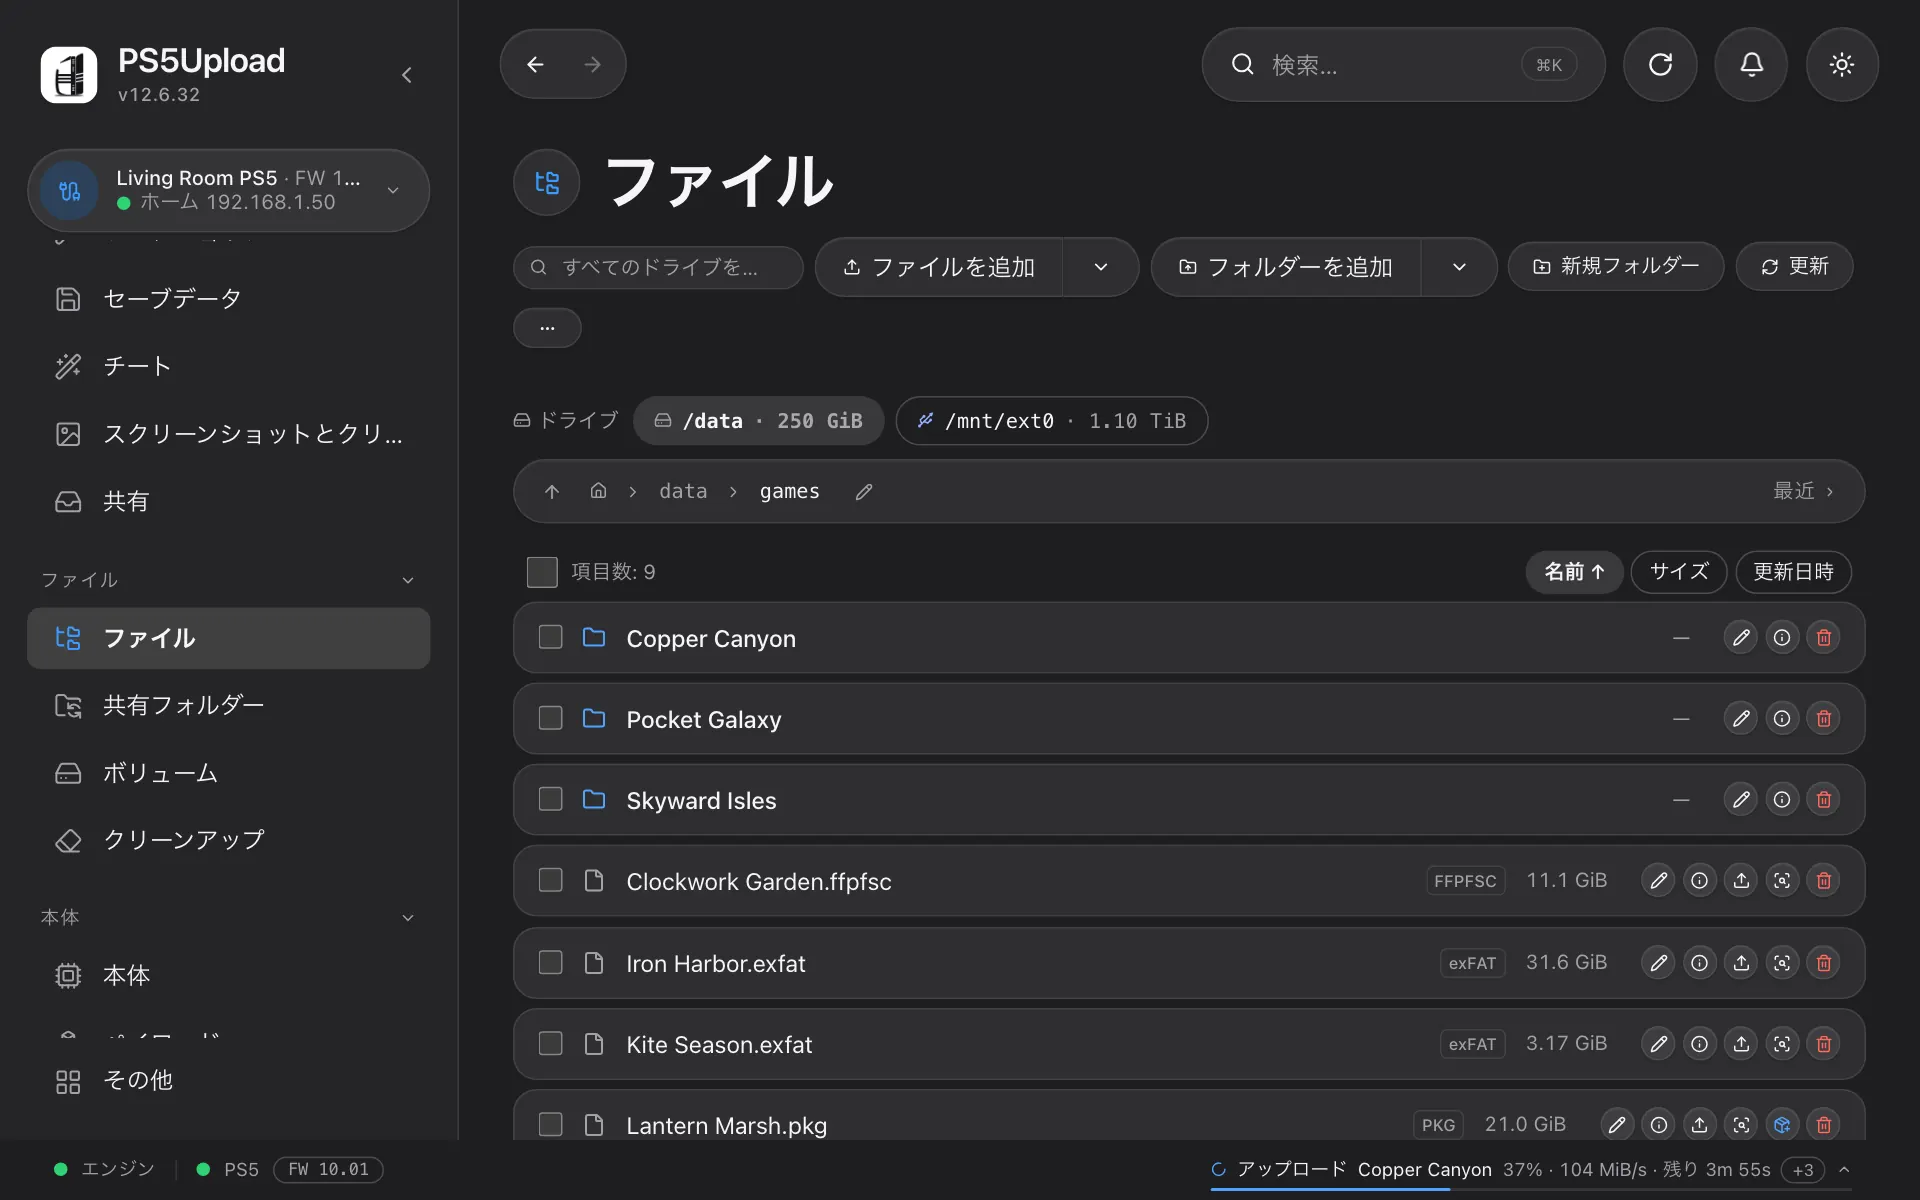 PS5Upload
v12.6.32
Living Room PS5 · FW 1...
ホーム 192.168.1.50
セーブデータ
チート
スクリーンショットとクリ...
共有
ファイル
ファイル
共有フォルダー
ボリューム
クリーンアップ
本体
本体
その他
検索...
⌘K
ファイル
すべてのドライブを...
ファイルを追加
フォルダーを追加
新規フォルダー
更新
...
ドライブ
/data · 250 GiB
/mnt/ext0 · 1.10 TiB
data
games
最近
項目数: 9
名前 ↑
サイズ
更新日時
Copper Canyon —
Pocket Galaxy —
Skyward Isles —
Clockwork Garden.ffpfsc FFPFSC 11.1 GiB
Iron Harbor.exfat exFAT 31.6 GiB
Kite Season.exfat exFAT 3.17 GiB
Lantern Marsh.pkg PKG 21.0 GiB
エンジン
PS5
FW 10.01
アップロード Copper Canyon 37% · 104 MiB/s · 残り 3m 55s +3